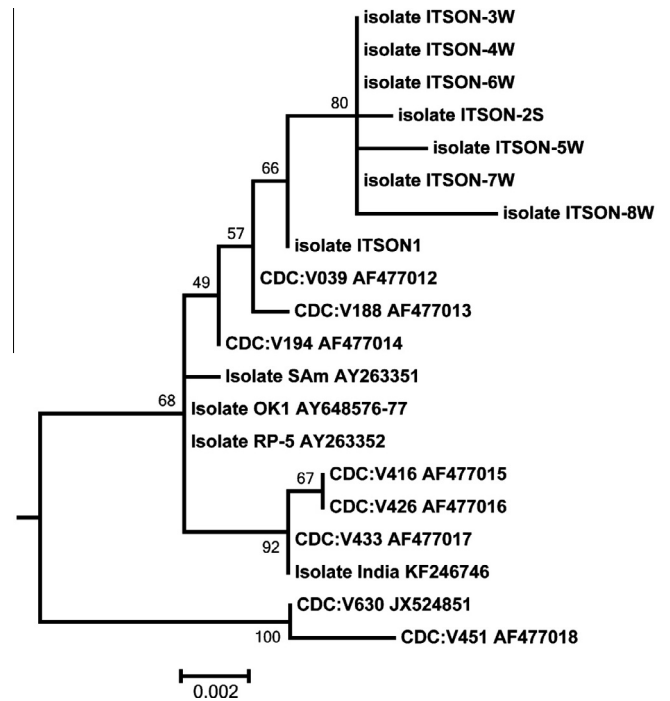 isolate ITSON-3W
isolate ITSON-4W
isolate ITSON-6W
80
isolate ITSON-2S
isolate ITSON-5W
66
isolate ITSON-7W
isolate ITSON-8W
57
isolate ITSON1
CDC:V039 AF477012
49
CDC:V188 AF477013
CDC:V194 AF477014
Isolate SAm AY263351
68
Isolate OK1 AY648576-77
Isolate RP-5 AY263352
67
CDC:V416 AF477015
CDC:V426 AF477016
92
CDC:V433 AF477017
Isolate India KF246746
CDC:V630 JX524851
100
CDC:V451 AF477018
0.002